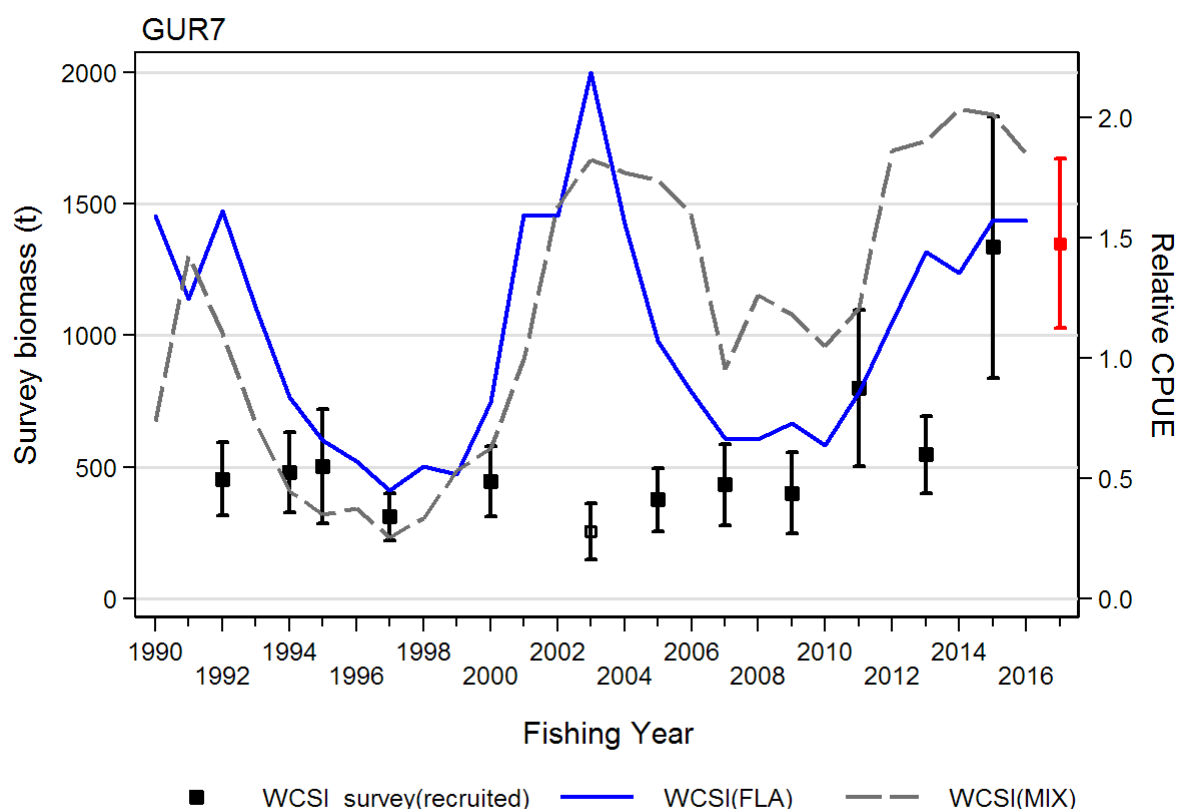 GUR7
2000
1500
1000
500
0
Survey biomass (t)
2.0
1.5
1.0
0.5
0.0
Relative CPUE
1990 1994 1998 2002 2006 2010 2014
1992 1996 2000 2004 2008 2012 2016
Fishing Year
WCSI_survey(recruited) WCSI(FLA) WCSI(MIX)